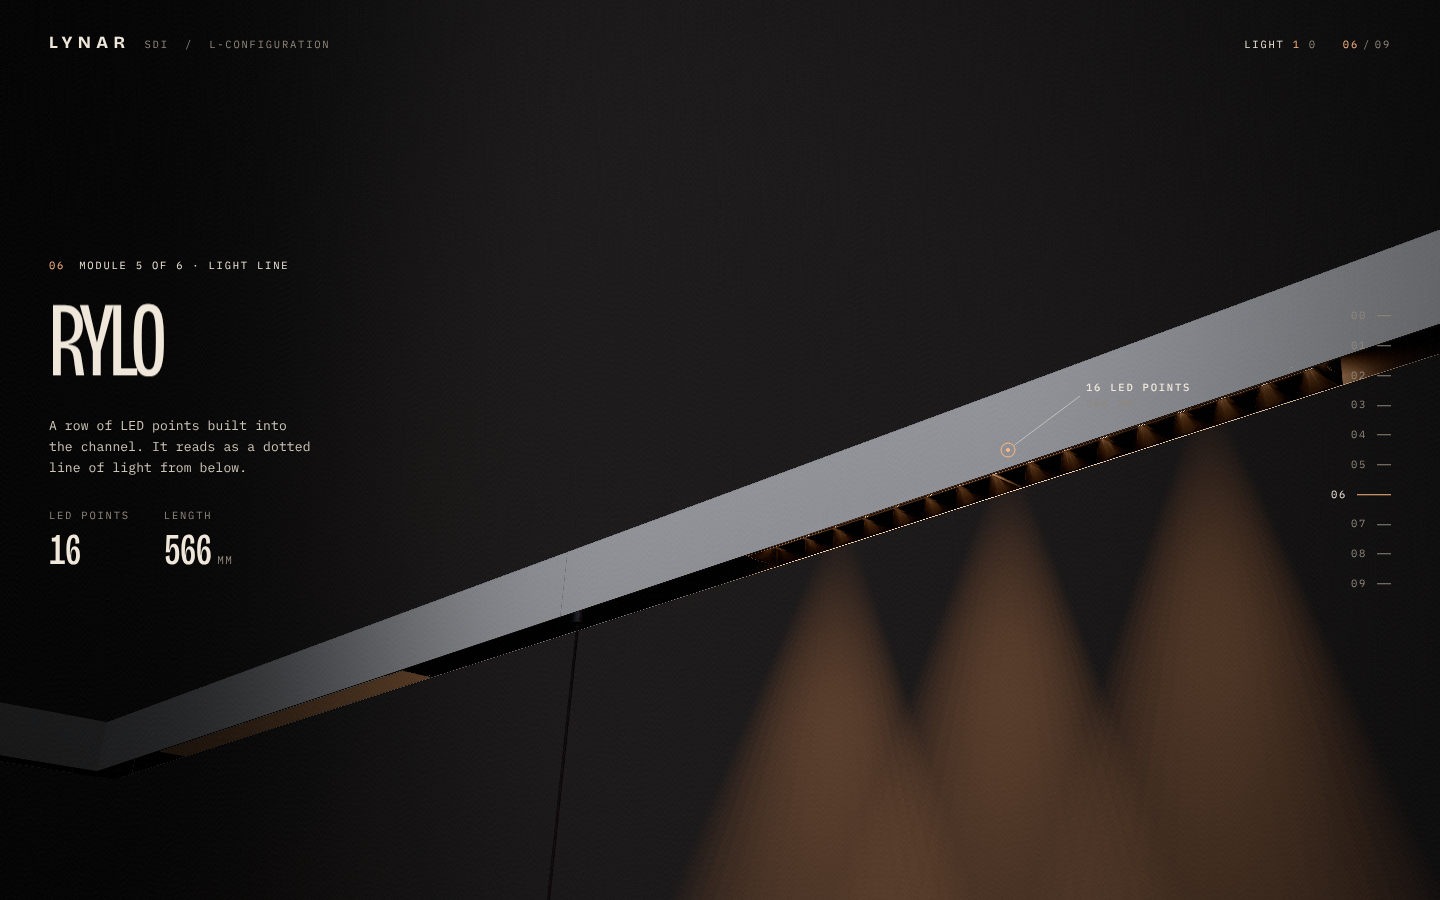 LYNAR SDI / L-CONFIGURATION
LIGHT 1 0 06 / 09
06 MODULE 5 OF 6 · LIGHT LINE
RYLO
A row of LED points built into
the channel. It reads as a dotted
line of light from below.
LED POINTS LENGTH
16 566 MM
16 LED POINTS
00
01
02
03
04
05
06
07
08
09